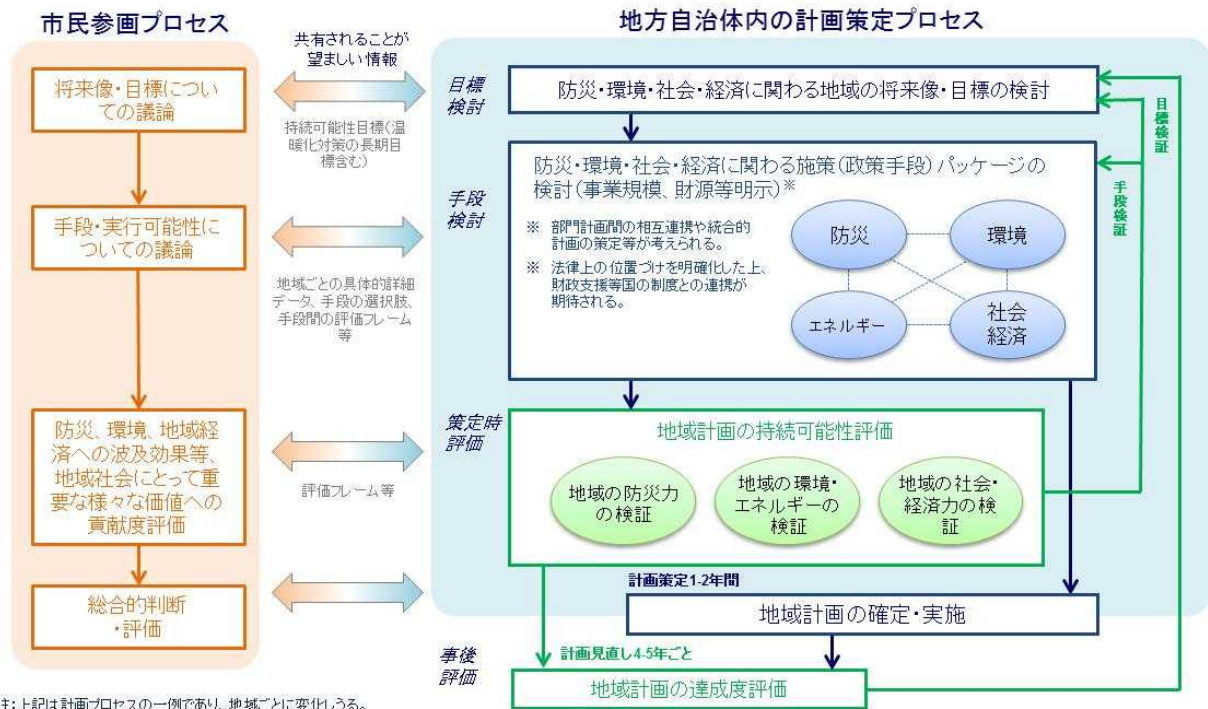 市民参画プロセス
将来像・目標につい
ての議論
手段・実行可能性に
ついての議論
防災、環境、地域経
済への波及効果等、
地域社会にとって重
要な様々な価値への
貢献度評価
総合的判断
・評価
共有されることが
望ましい情報
持続可能性目標(温
暖化対策の長期目
標含む)
地域ごとの具体的詳細
データ、手段の選択肢、
手段間の評価フレーム
等
評価フレーム等
地方自治体内の計画策定プロセス
目標
検討
防災・環境・社会・経済に関わる地域の将来像・目標の検討
手段
検討
防災・環境・社会・経済に関わる施策(政策手段)パッケージの
検討(事業規模、財源等明示)※
※ 部門計画間の相互連携や統合的
計画の策定等が考えられる。
※ 法律上の位置づけを明確化した上、
財政支援等国の制度との連携が
期待される。
防災
環境
エネルギー
社会
経済
策定時
評価
地域計画の持続可能性評価
地域の防災力
の検証
地域の環境・
エネルギーの
検証
地域の社会・
経済力の検
証
計画策定1-2年間
地域計画の確定・実施
事後
評価
計画見直し4-5年ごと
地域計画の達成度評価
目標検証
手段検証
注:上記は計画プロセスの一例であり、地域ごとに変化しうる。